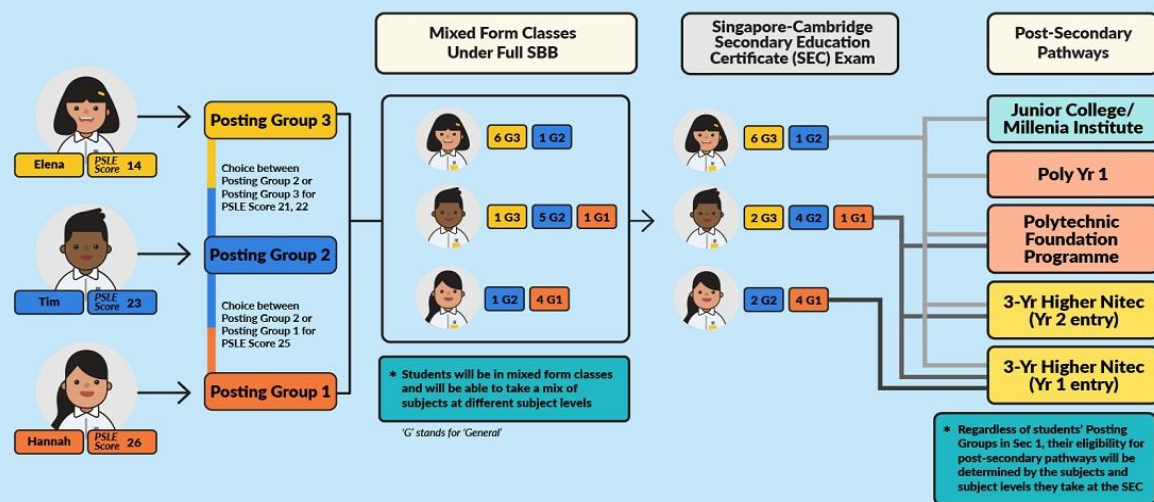 Mixed Form Classes
Under Full SBB
Singapore-Cambridge
Secondary Education
Certificate (SEC) Exam
Post-Secondary
Pathways
Elena
PSLE
Score 14
Posting Group 3
Choice between
Posting Group 2 or
Posting Group 3 for
PSLE Score 21, 22
Tim
PSLE
Score 23
Posting Group 2
Choice between
Posting Group 2 or
Posting Group 1 for
PSLE Score 25
Hannah
PSLE
Score 26
Posting Group 1
6 G3 1 G2
1 G3 5 G2 1 G1
1 G2 4 G1
* Students will be in mixed form classes
and will be able to take a mix of
subjects at different subject levels
'G' stands for 'General'
6 G3 1 G2
2 G3 4 G2 1 G1
2 G2 4 G1
Junior College/
Millenia Institute
Poly Yr 1
Polytechnic
Foundation
Programme
3-Yr Higher Nitec
(Yr 2 entry)
3-Yr Higher Nitec
(Yr 1 entry)
* Regardless of students' Posting
Groups in Sec 1, their eligibility for
post-secondary pathways will be
determined by the subjects and
subject levels they take at the SEC